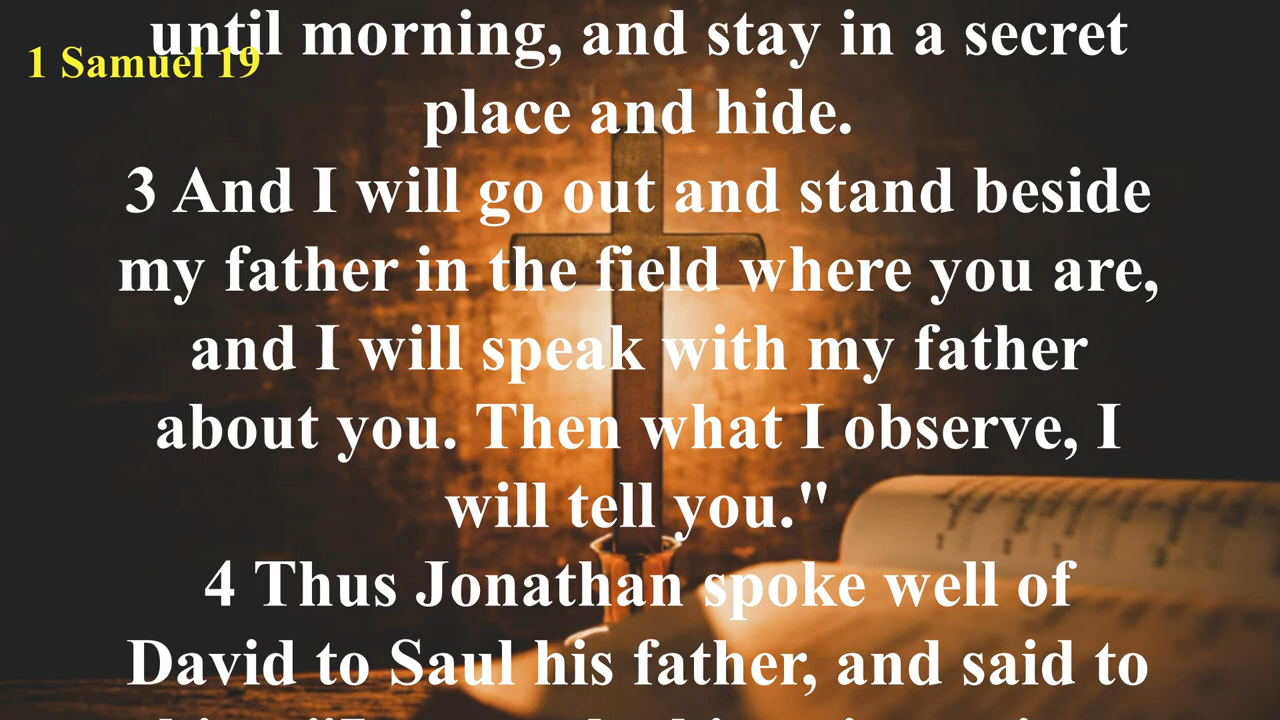 until morning, and stay in a secret
1 Samuel 19
place and hide.
3 And I will go out and stand beside
my father in the field where you are,
and I will speak with my father
about you. Then what I observe, I
will tell you."
4 Thus Jonathan spoke well of
David to Saul his father, and said to